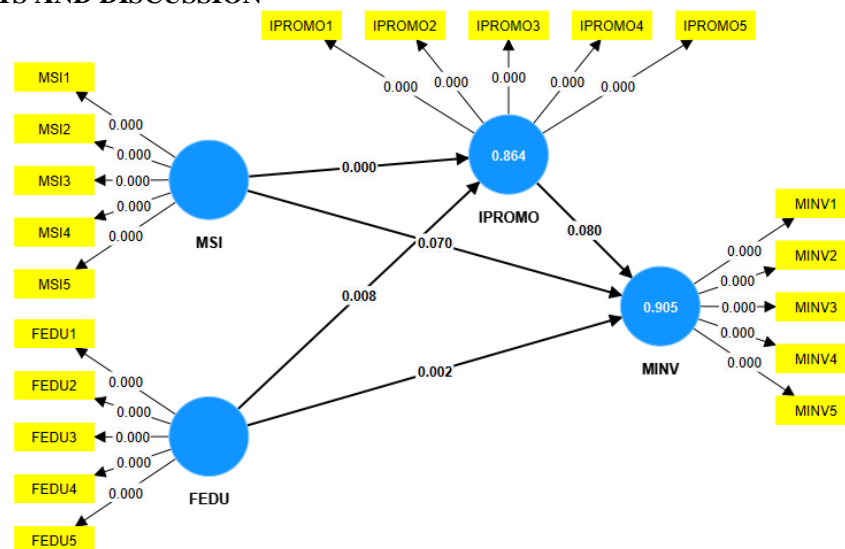 TS AND DISCUSSION
IPROMO1 IPROMO2 IPROMO3 IPROMO4 IPROMO5
0.000 0.000 0.000 0.000 0.000
MSI1
MSI2
MSI3
MSI4
MSI5
0.000
0.000
0.000
0.000
0.000
MSI
0.000
0.864
IPROMO
0.070
0.080
0.008
0.002
FEDU1
FEDU2
FEDU3
FEDU4
FEDU5
0.000
0.000
0.000
0.000
0.000
FEDU
0.905
MINV
0.000
0.000
0.000
0.000
0.000
MINV1
MINV2
MINV3
MINV4
MINV5